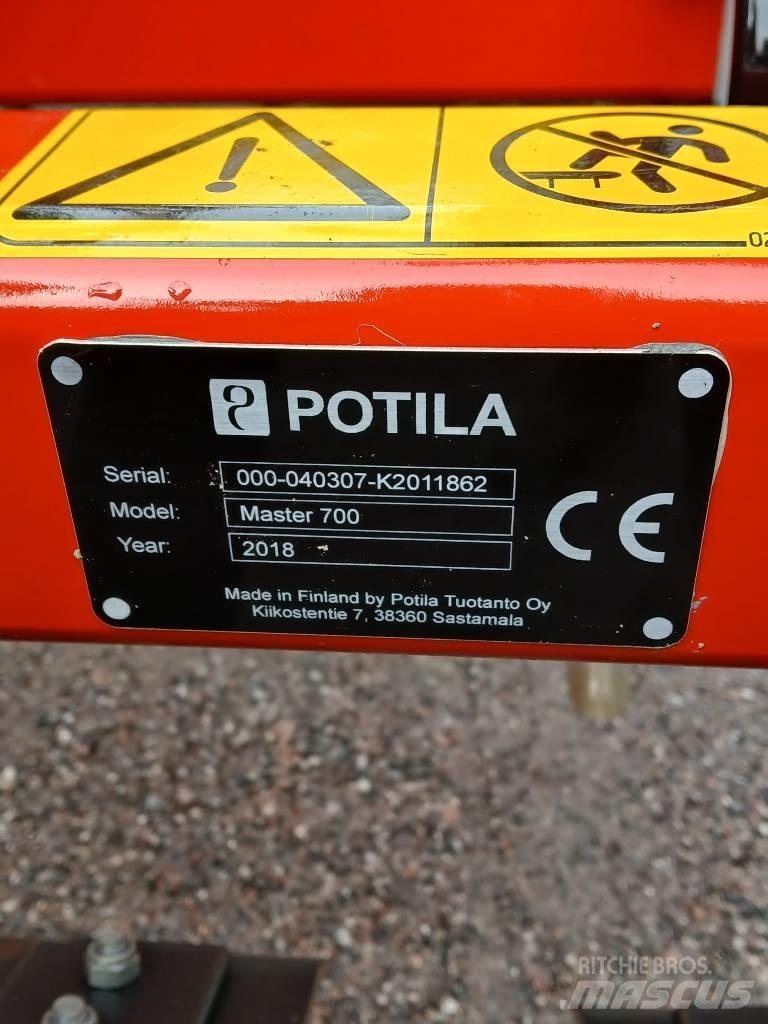 02
POTILA
Serial: 000-040307-K2011862
Model: Master 700
Year: 2018
CE
Made in Finland by Potila Tuotanto Oy
Kiikostentie 7, 38360 Sastamala
RITCHIE BROS.
MASCUS